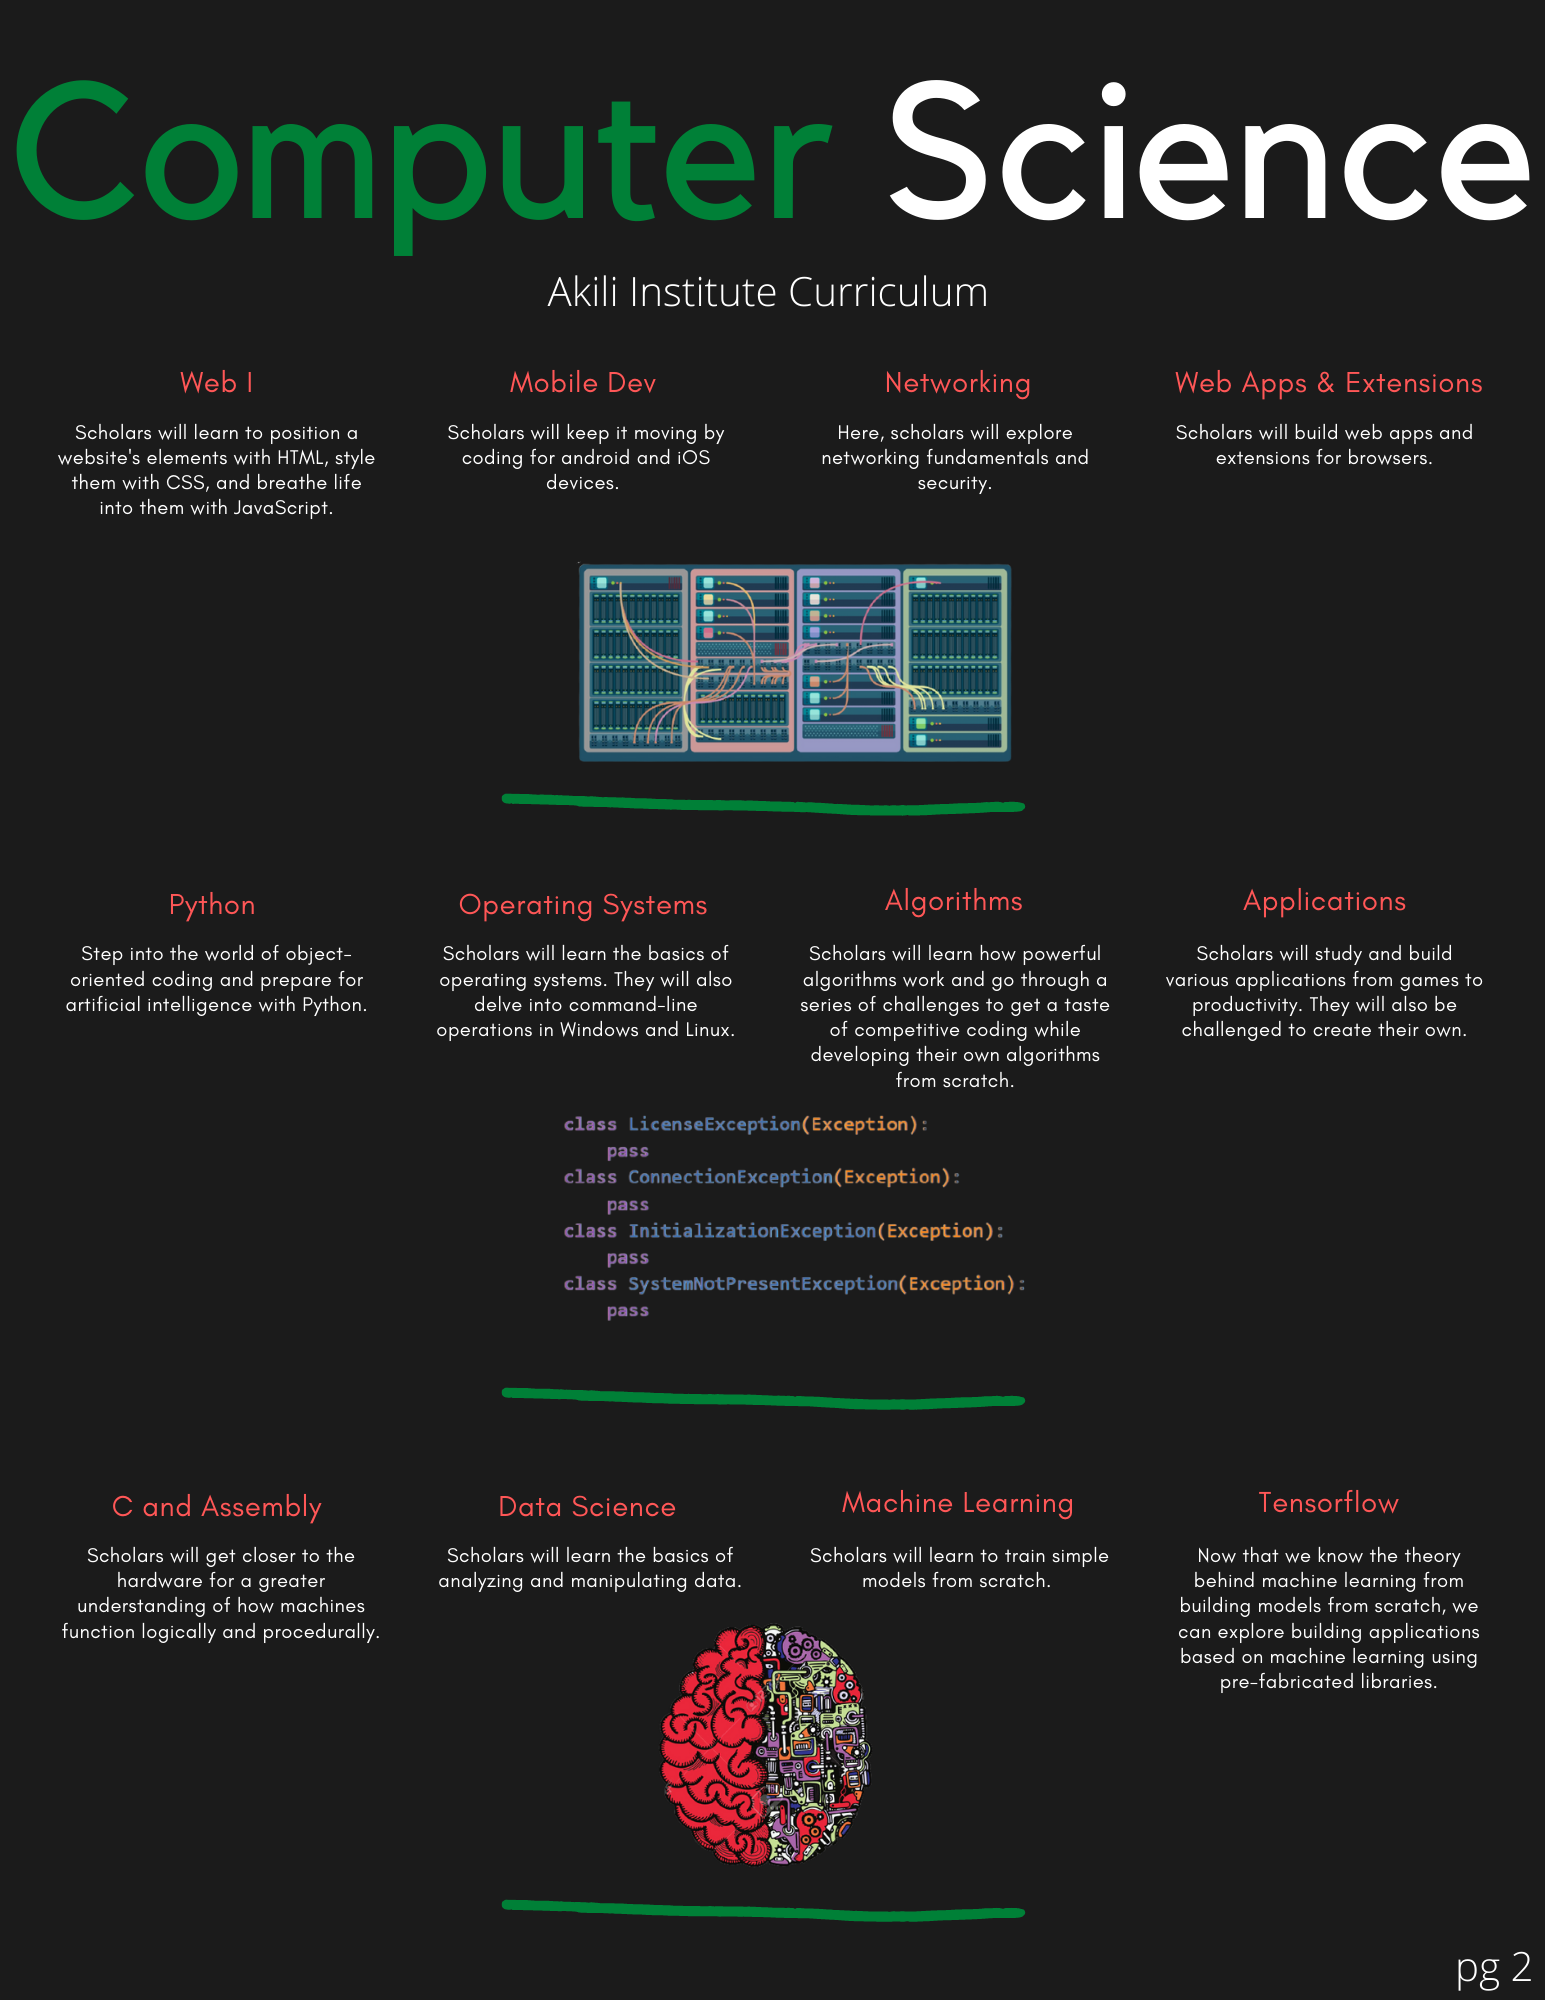 Computer Science
Akili Institute Curriculum
Web I
Scholars will learn to position a
website's elements with HTML, style
them with CSS, and breathe life
into them with JavaScript.
Mobile Dev
Scholars will keep it moving by
coding for android and iOS
devices.
Networking
Here, scholars will explore
networking fundamentals and
security.
Web Apps & Extensions
Scholars will build web apps and
extensions for browsers.
Python
Step into the world of object-
oriented coding and prepare for
artificial intelligence with Python.
Operating Systems
Scholars will learn the basics of
operating systems. They will also
delve into command-line
operations in Windows and Linux.
Algorithms
Scholars will learn how powerful
algorithms work and go through a
series of challenges to get a taste
of competitive coding while
developing their own algorithms
from scratch.
Applications
Scholars will study and build
various applications from games to
productivity. They will also be
challenged to create their own.
class LicenseException(Exception):
    pass
class ConnectionException(Exception):
    pass
class InitializationException(Exception):
    pass
class SystemNotPresentException(Exception):
    pass
C and Assembly
Scholars will get closer to the
hardware for a greater
understanding of how machines
function logically and procedurally.
Data Science
Scholars will learn the basics of
analyzing and manipulating data.
Machine Learning
Scholars will learn to train simple
models from scratch.
Tensorflow
Now that we know the theory
behind machine learning from
building models from scratch, we
can explore building applications
based on machine learning using
pre-fabricated libraries.
pg 2